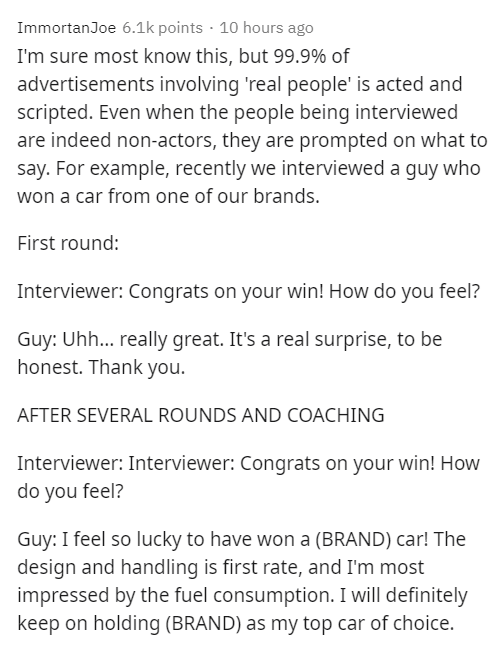 ImmortanJoe 6.1k points · 10 hours ago
I'm sure most know this, but 99.9% of
advertisements involving 'real people' is acted and
scripted. Even when the people being interviewed
are indeed non-actors, they are prompted on what to
say. For example, recently we interviewed a guy who
won a car from one of our brands.
First round:
Interviewer: Congrats on your win! How do you feel?
Guy: Uhh... really great. It's a real surprise, to be
honest. Thank you.
AFTER SEVERAL ROUNDS AND COACHING
Interviewer: Interviewer: Congrats on your win! How
do you feel?
Guy: I feel so lucky to have won a (BRAND) car! The
design and handling is first rate, and I'm most
impressed by the fuel consumption. I will definitely
keep on holding (BRAND) as my top car of choice.